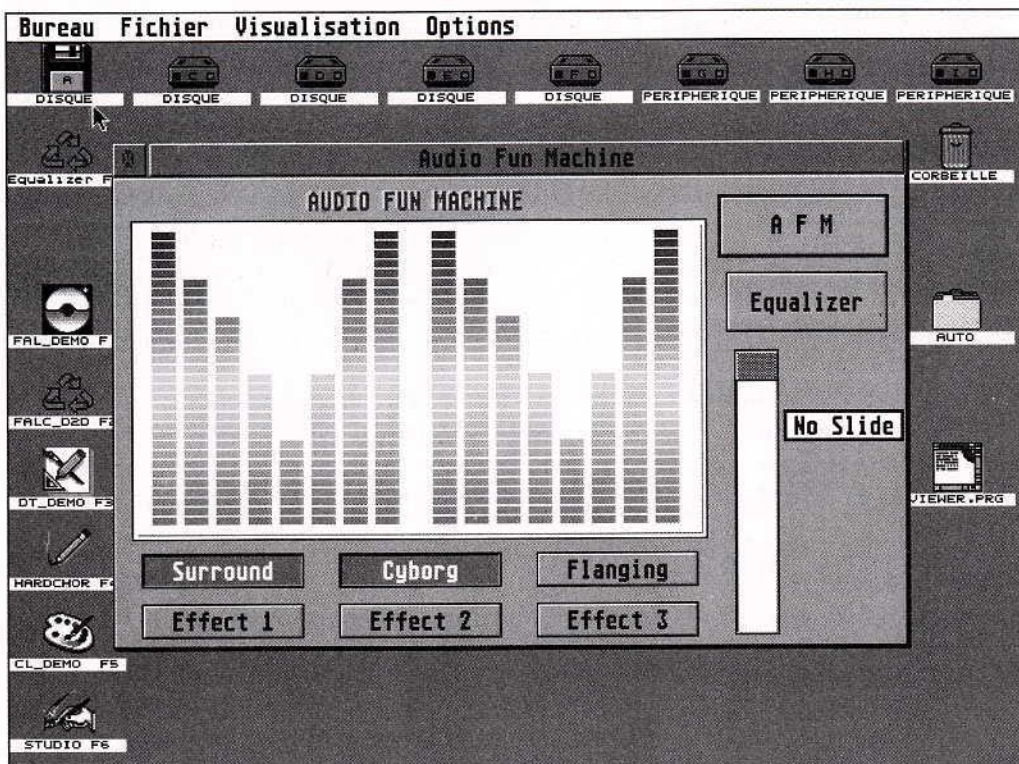 Bureau Fichier Visualisation Options
A C D E F G H I
DISQUE DISQUE DISQUE DISQUE DISQUE PERIPHERIQUE PERIPHERIQUE PERIPHERIQUE
Audio Fun Machine
Equalizer F
CORBEILLE
AUDIO FUN MACHINE
A F M
Equalizer
FAL_DEMO F
AUTO
FALC_D2D F
No Slide
DT_DEMO F3
VIEWER.PRG
HARDCHOR F4
Surround Cyborg Flanging
Effect 1 Effect 2 Effect 3
CL_DEMO F5
STUDIO F6